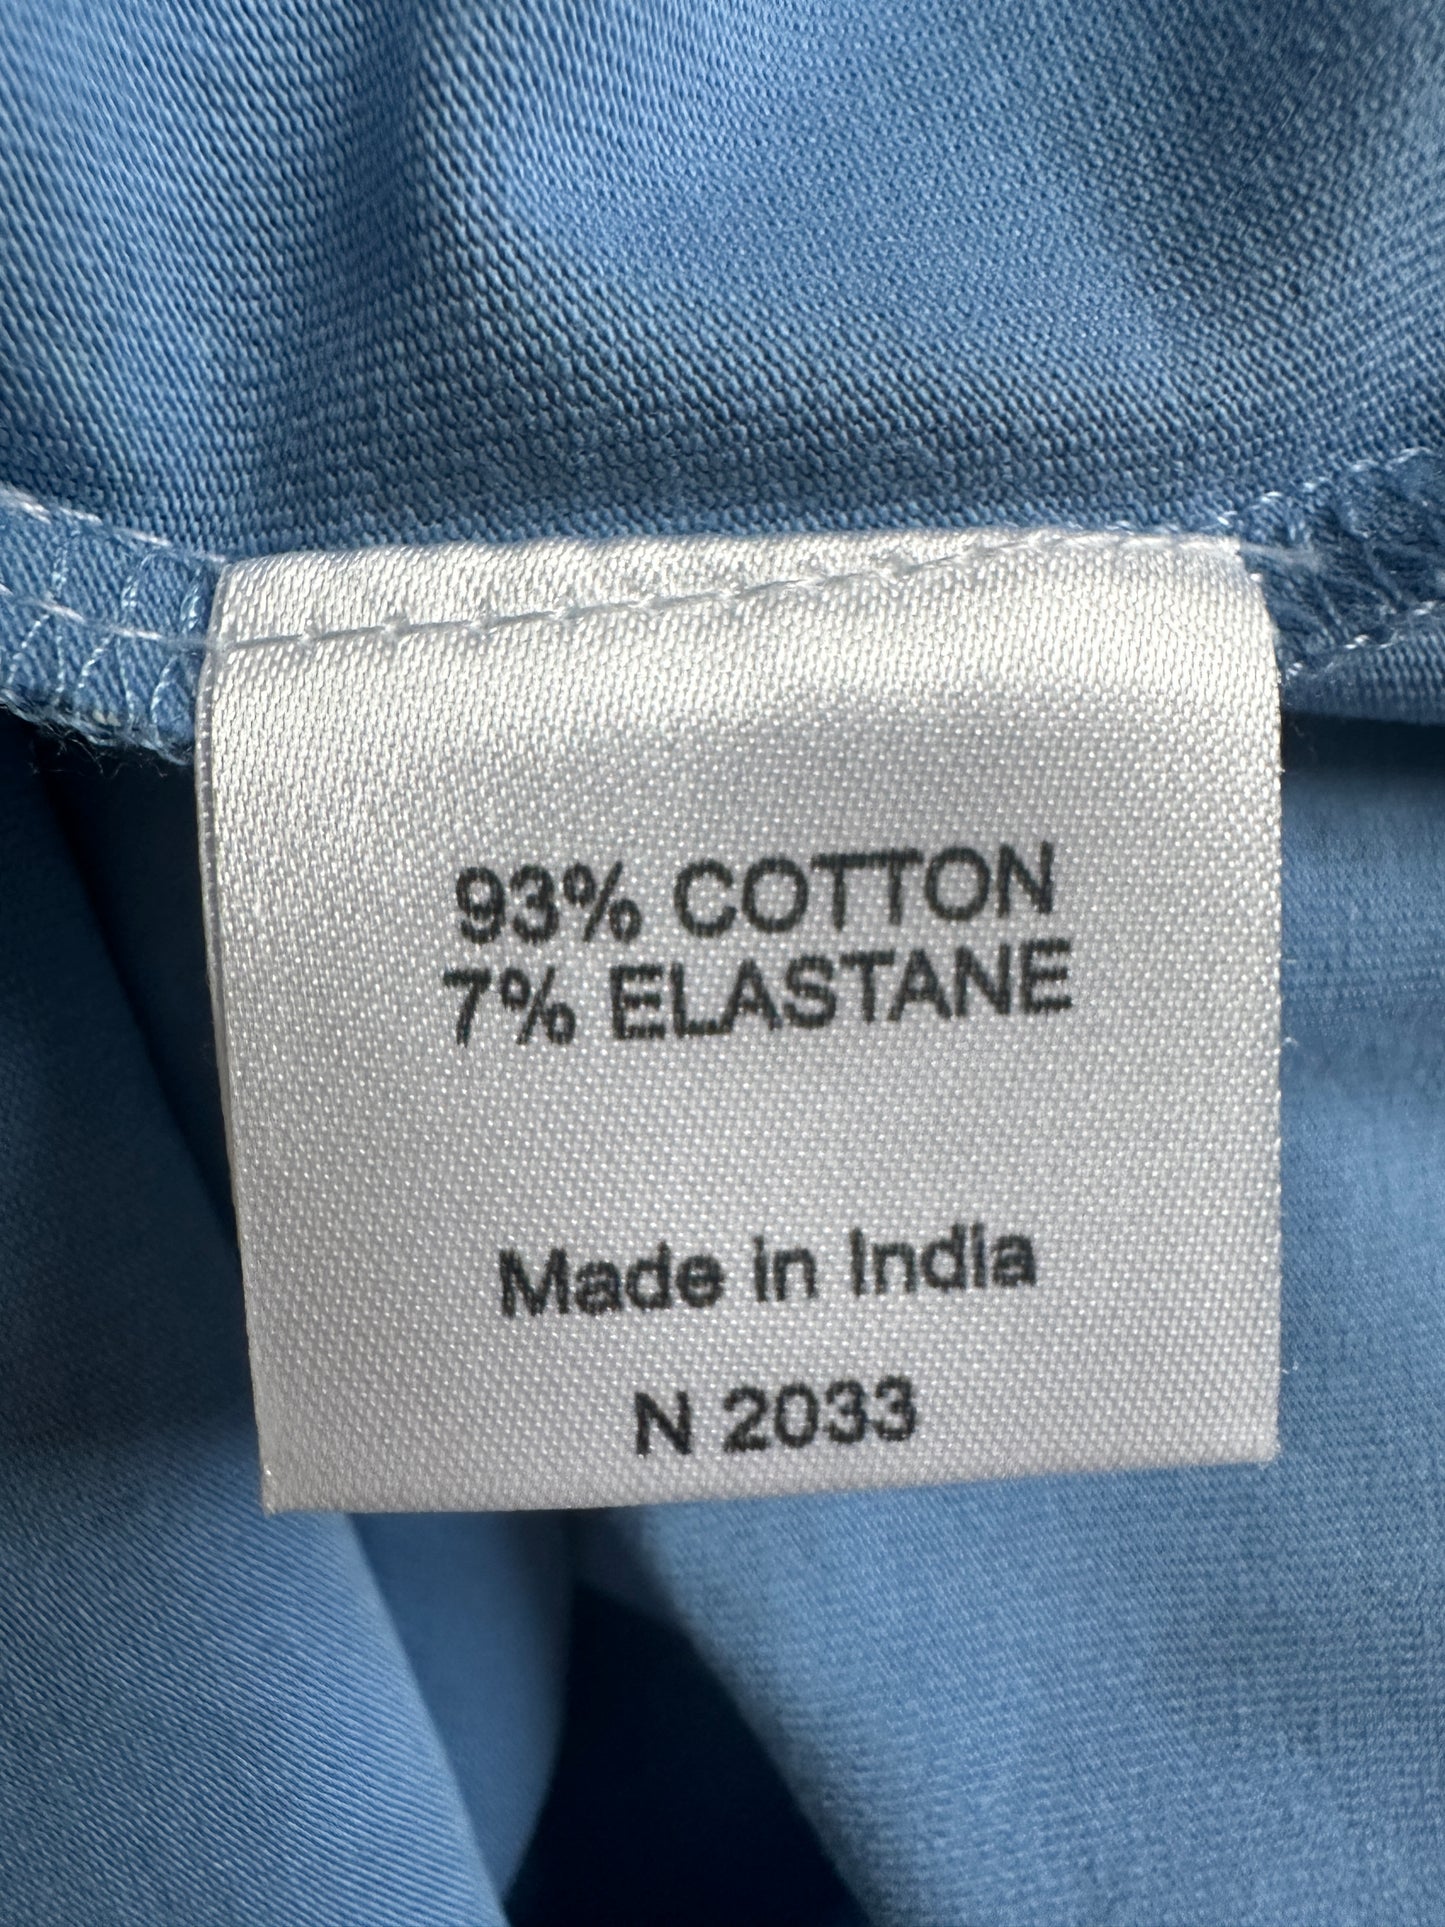 93% COTTON
7% ELASTANE
Made in India
N 2033